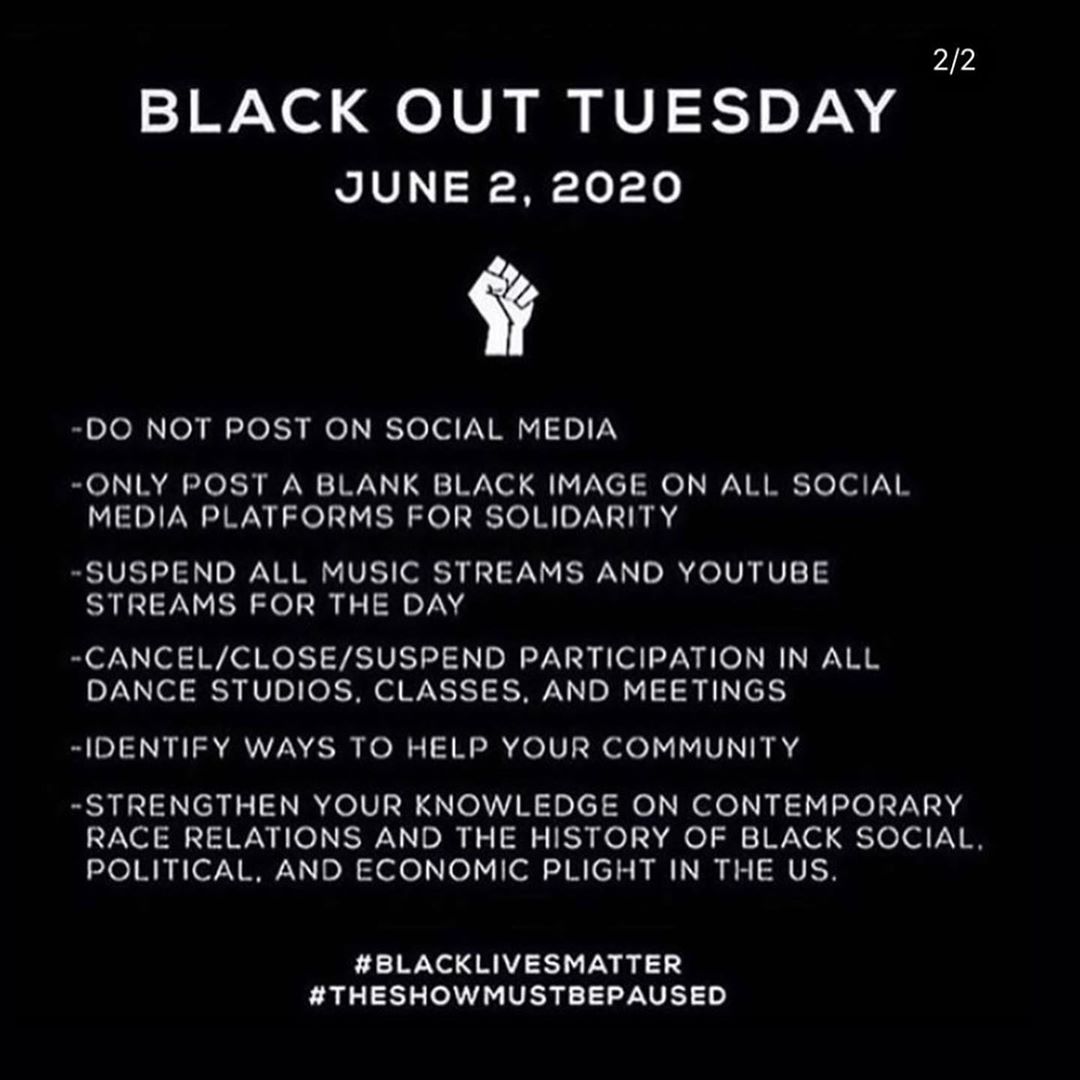 2/2
BLACK OUT TUESDAY
JUNE 2, 2020
-DO NOT POST ON SOCIAL MEDIA
-ONLY POST A BLANK BLACK IMAGE ON ALL SOCIAL
MEDIA PLATFORMS FOR SOLIDARITY
-SUSPEND ALL MUSIC STREAMS AND YOUTUBE
STREAMS FOR THE DAY
-CANCEL/CLOSE/SUSPEND PARTICIPATION IN ALL
DANCE STUDIOS, CLASSES, AND MEETINGS
-IDENTIFY WAYS TO HELP YOUR COMMUNITY
-STRENGTHEN YOUR KNOWLEDGE ON CONTEMPORARY
RACE RELATIONS AND THE HISTORY OF BLACK SOCIAL,
POLITICAL, AND ECONOMIC PLIGHT IN THE US.
#BLACKLIVESMATTER
#THESHOWMUSTBEPAUSED